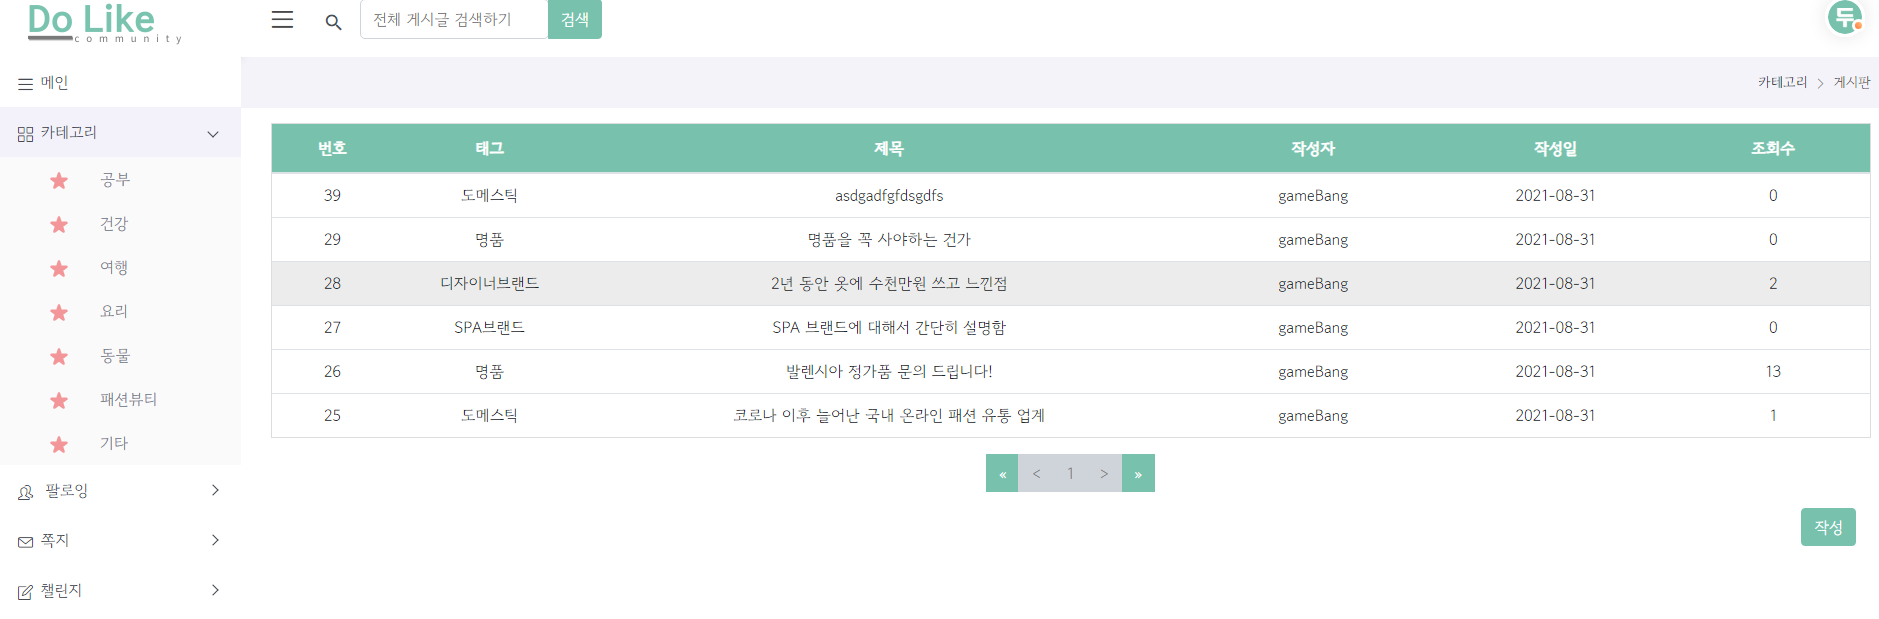 Do Like
community
전체 게시글 검색하기 검색
두
메인
카테고리 > 게시판
카테고리
공부
건강
여행
요리
동물
패션뷰티
기타
팔로잉
쪽지
챌린지
번호 태그 제목 작성자 작성일 조회수
39 도메스틱 asdgadfgfdsgdfs gameBang 2021-08-31 0
29 명품 명품을 꼭 사야하는 건가 gameBang 2021-08-31 0
28 디자이너브랜드 2년 동안 옷에 수천만원 쓰고 느낀점 gameBang 2021-08-31 2
27 SPA브랜드 SPA 브랜드에 대해서 간단히 설명함 gameBang 2021-08-31 0
26 명품 발렌시아 정가품 문의 드립니다! gameBang 2021-08-31 13
25 도메스틱 코로나 이후 늘어난 국내 온라인 패션 유통 업계 gameBang 2021-08-31 1
« < 1 > »
작성